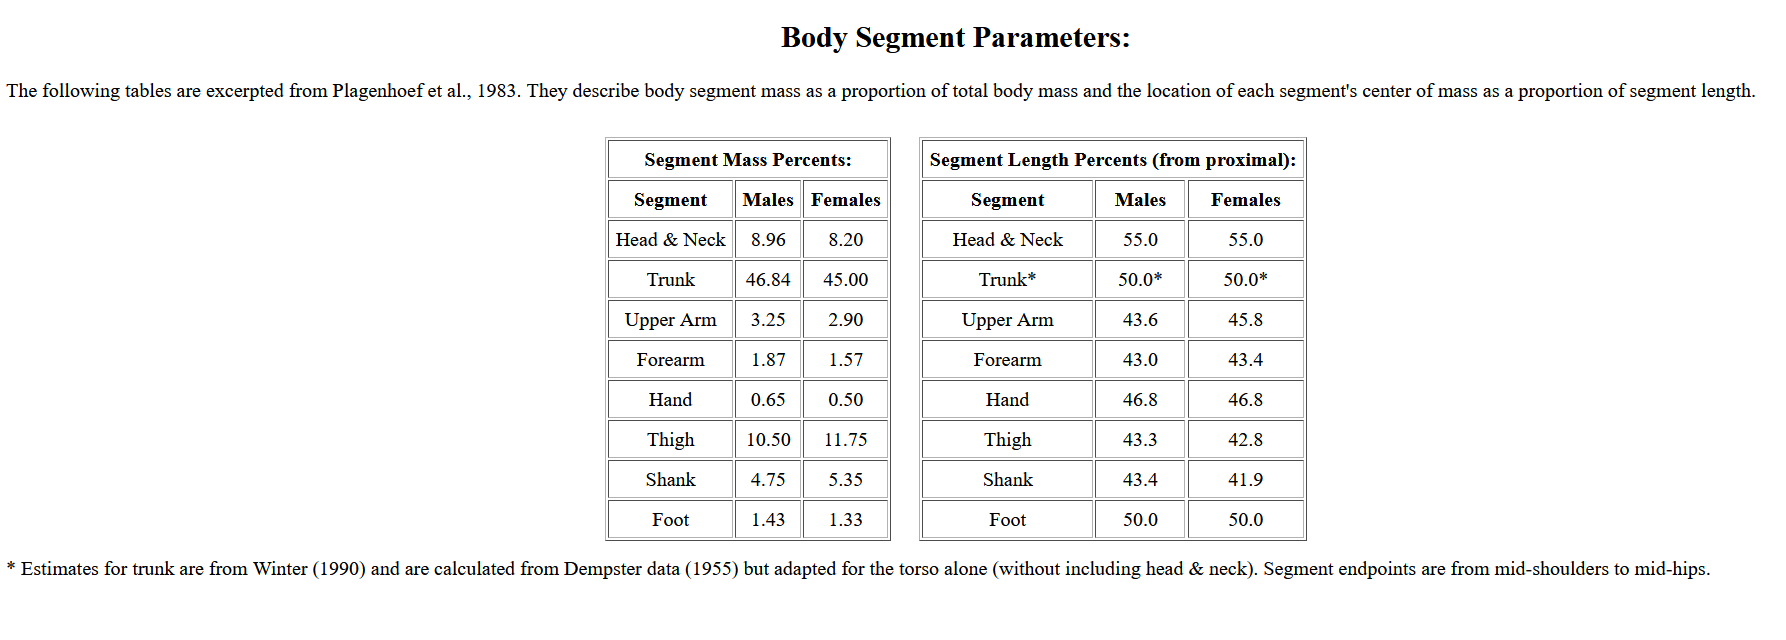 Body Segment Parameters:
The following tables are excerpted from Plagenhoef et al., 1983. They describe body segment mass as a proportion of total body mass and the location of each segment's center of mass as a proportion of segment length.
Segment Mass Percents:
Segment Males Females
Head & Neck 8.96 8.20
Trunk 46.84 45.00
Upper Arm 3.25 2.90
Forearm 1.87 1.57
Hand 0.65 0.50
Thigh 10.50 11.75
Shank 4.75 5.35
Foot 1.43 1.33
Segment Length Percents (from proximal):
Segment Males Females
Head & Neck 55.0 55.0
Trunk* 50.0* 50.0*
Upper Arm 43.6 45.8
Forearm 43.0 43.4
Hand 46.8 46.8
Thigh 43.3 42.8
Shank 43.4 41.9
Foot 50.0 50.0
* Estimates for trunk are from Winter (1990) and are calculated from Dempster data (1955) but adapted for the torso alone (without including head & neck). Segment endpoints are from mid-shoulders to mid-hips.